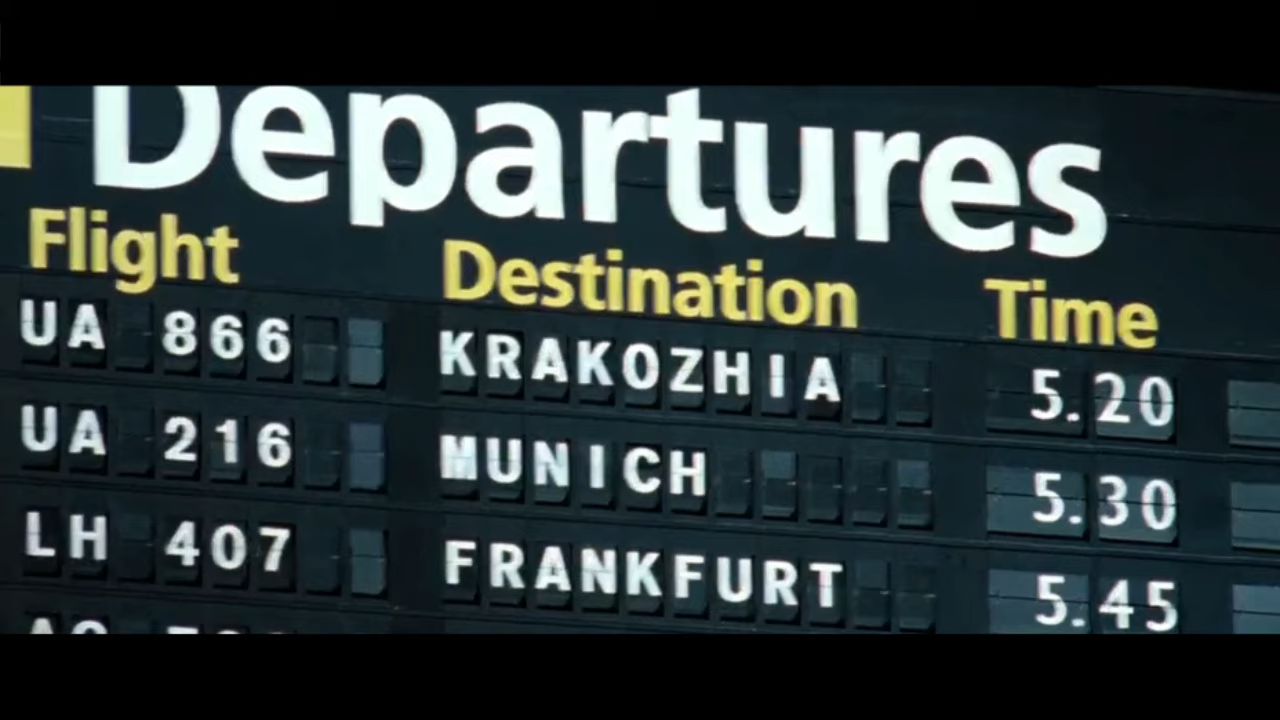 Departures
Flight Destination Time
UA 866 KRAKOZHIA 5.20
UA 216 MUNICH 5.30
LH 407 FRANKFURT 5.45